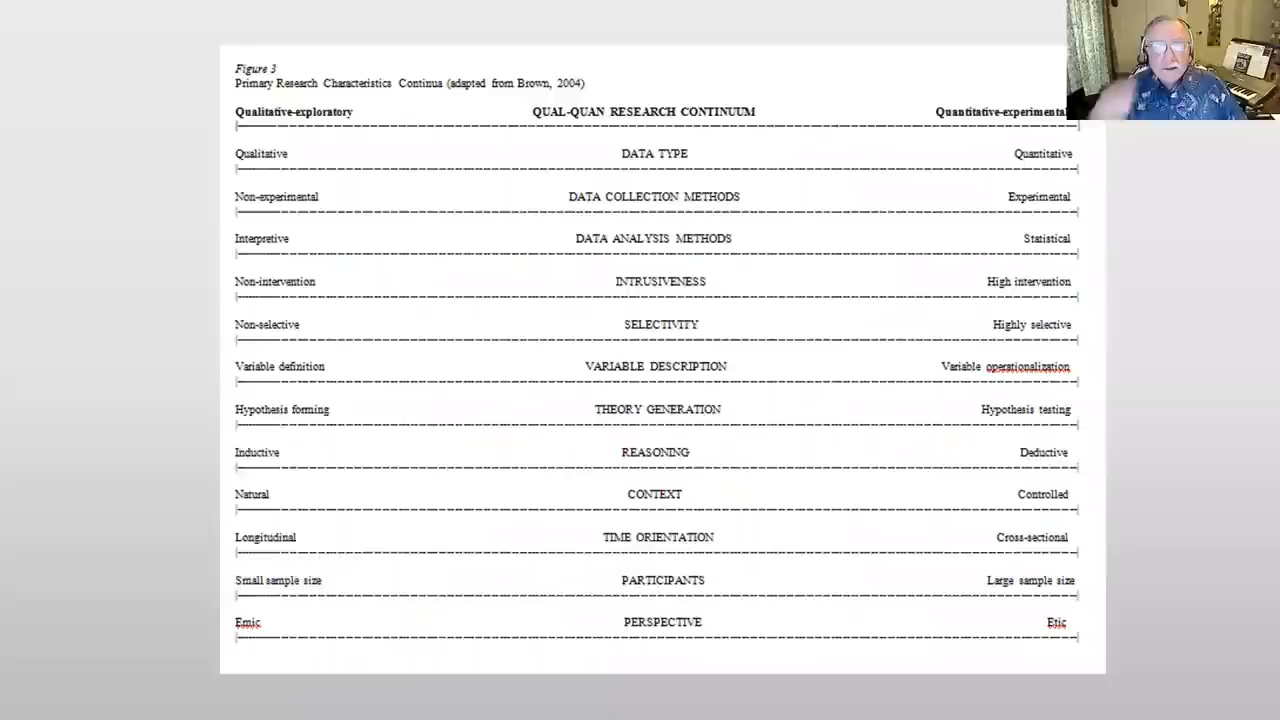 Figure 3
Primary Research Characteristics Continua (adapted from Brown, 2004)
Qualitative-exploratory QUAL-QUAN RESEARCH CONTINUUM Quantitative-experimental
Qualitative DATA TYPE Quantitative
Non-experimental DATA COLLECTION METHODS Experimental
Interpretive DATA ANALYSIS METHODS Statistical
Non-intervention INTRUSIVENESS High intervention
Non-selective SELECTIVITY Highly selective
Variable definition VARIABLE DESCRIPTION Variable operationalization
Hypothesis forming THEORY GENERATION Hypothesis testing
Inductive REASONING Deductive
Natural CONTEXT Controlled
Longitudinal TIME ORIENTATION Cross-sectional
Small sample size PARTICIPANTS Large sample size
Emic PERSPECTIVE Etic